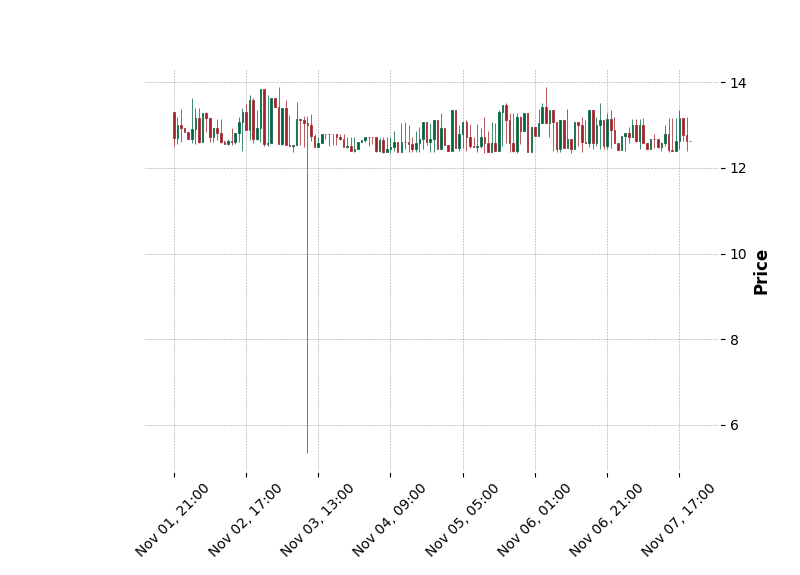 14
12
10
8
6
Price
Nov 01, 21:00
Nov 02, 17:00
Nov 03, 13:00
Nov 04, 09:00
Nov 05, 05:00
Nov 06, 01:00
Nov 06, 21:00
Nov 07, 17:00